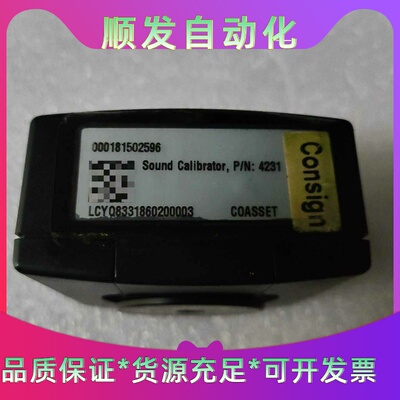 顺发自动化
000181502596
Sound Calibrator, P/N: 4231
LCY08331860200003
COASSET
Consign
品质保证*货源充足*可开发票